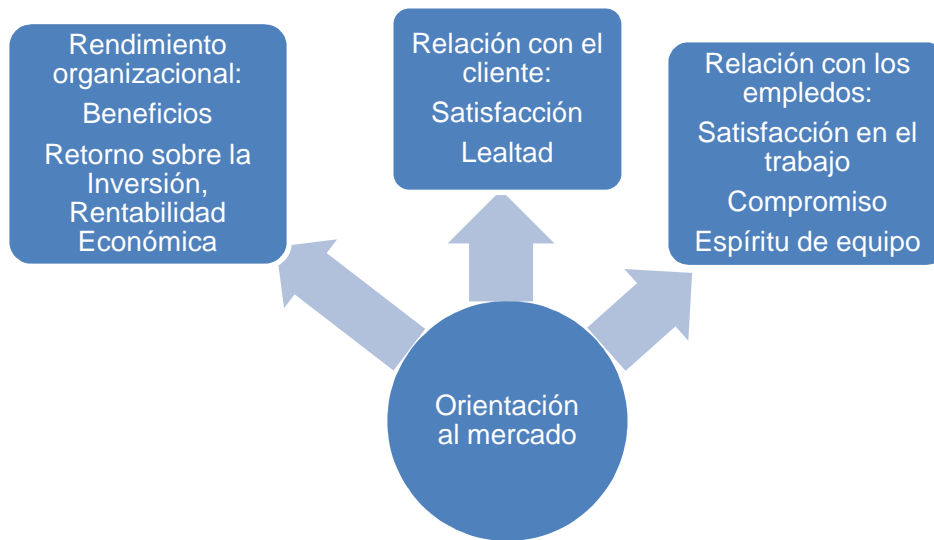 Rendimiento
organizacional:
Beneficios
Retorno sobre la
Inversión,
Rentabilidad
Económica
Relación con el
cliente:
Satisfacción
Lealtad
Relación con los
empledos:
Satisfacción en el
trabajo
Compromiso
Espíritu de equipo
Orientación
al mercado